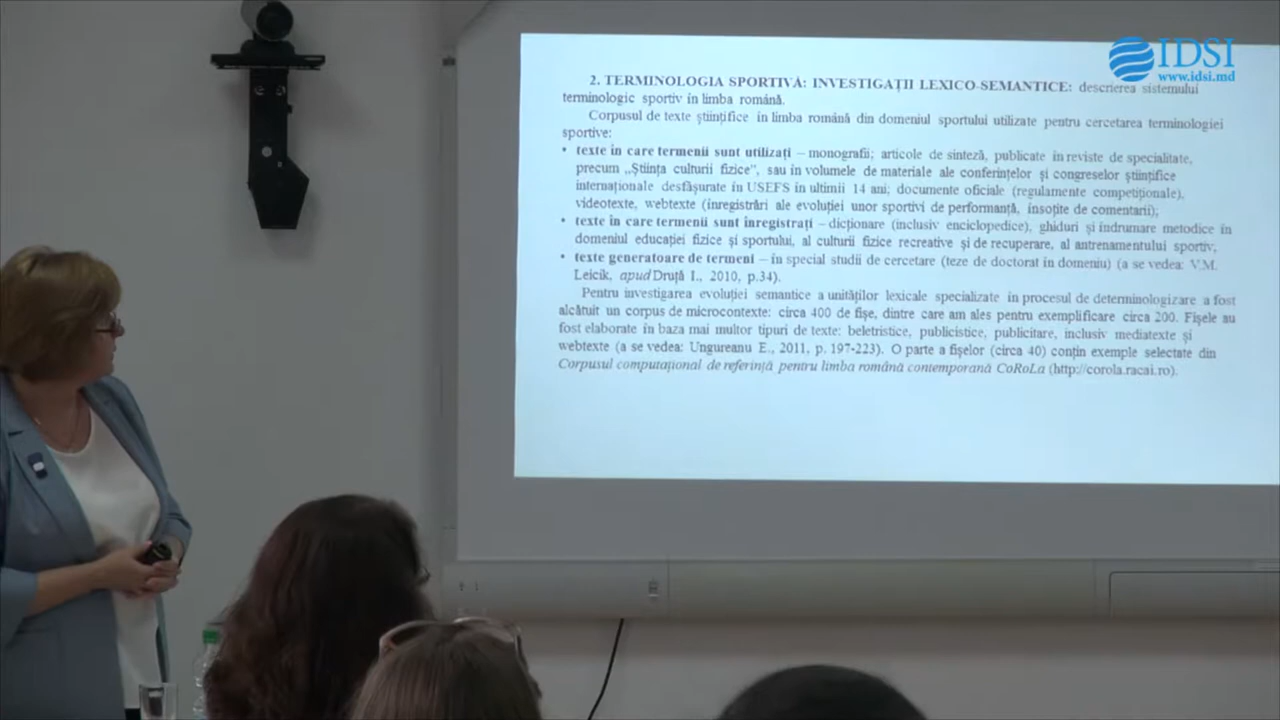 IDSI
www.idsi.md
2. TERMINOLOGIA SPORTIVĂ: INVESTIGAȚII LEXICO-SEMANTICE: descrierea sistemului
terminologic sportiv în limba română.
Corpusul de texte științifice în limba română din domeniul sportului utilizate pentru cercetarea terminologiei
sportive:
• texte în care termenii sunt utilizați – monografii; articole de sinteză, publicate în reviste de specialitate,
precum „Știința culturii fizice", sau în volumele de materiale ale conferințelor și congreselor științifice
internaționale desfășurate în USEFS în ultimii 14 ani; documente oficiale (regulamente competiționale),
videotexte, webtexte (înregistrări ale evoluției unor sportivi de performanță, însoțite de comentarii);
• texte în care termenii sunt înregistrați – dicționare (inclusiv enciclopedice), ghiduri și îndrumare metodice în
domeniul educației fizice și sportului, al culturii fizice recreative și de recuperare, al antrenamentului sportiv;
• texte generatoare de termeni – în special studii de cercetare (teze de doctorat în domeniu) (a se vedea: V.M.
Leicik, apud Druță I., 2010, p.34).
Pentru investigarea evoluției semantice a unităților lexicale specializate în procesul de determinologizare a fost
alcătuit un corpus de microcontexte: circa 400 de fișe, dintre care am ales pentru exemplificare circa 200. Fișele au
fost elaborate în baza mai multor tipuri de texte: beletristice, publicistice, publicitare, inclusiv mediatexte și
webtexte (a se vedea: Ungureanu E., 2011, p. 197-223). O parte a fișelor (circa 40) conțin exemple selectate din
Corpusul computațional de referință pentru limba română contemporană CoRoLa (http://corola.racai.ro).